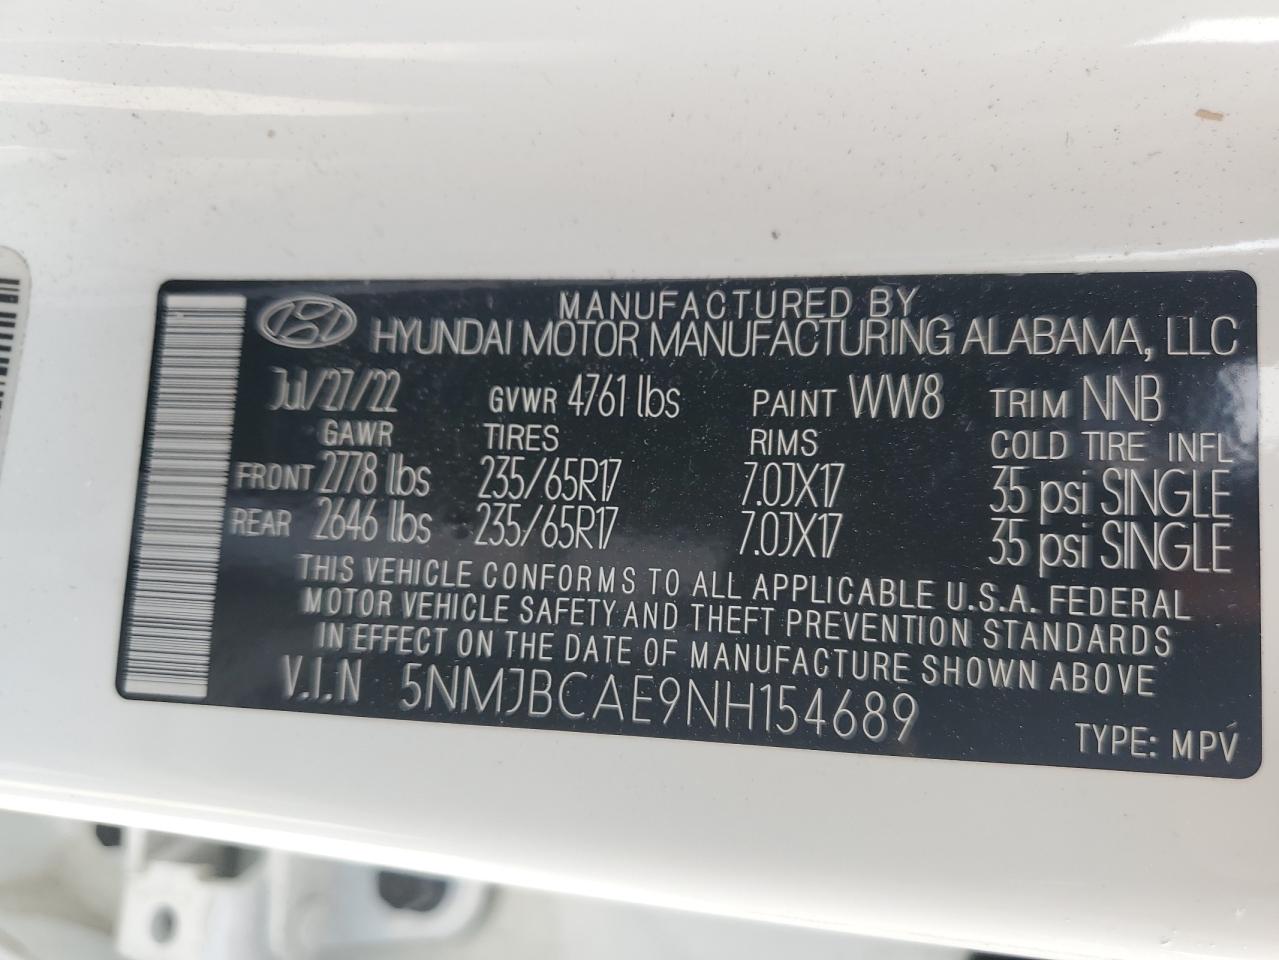 MANUFACTURED BY
HYUNDAI MOTOR MANUFACTURING ALABAMA, LLC
Jul/27/22 GVWR 4761 lbs PAINT WW8 TRIM NNB
GAWR TIRES RIMS COLD TIRE INFL
FRONT 2778 lbs 235/65R17 7.0JX17 35 psi SINGLE
REAR 2646 lbs 235/65R17 7.0JX17 35 psi SINGLE
THIS VEHICLE CONFORMS TO ALL APPLICABLE U.S.A. FEDERAL
MOTOR VEHICLE SAFETY AND THEFT PREVENTION STANDARDS
IN EFFECT ON THE DATE OF MANUFACTURE SHOWN ABOVE
V.I.N 5NMJBCAE9NH154689
TYPE: MPV